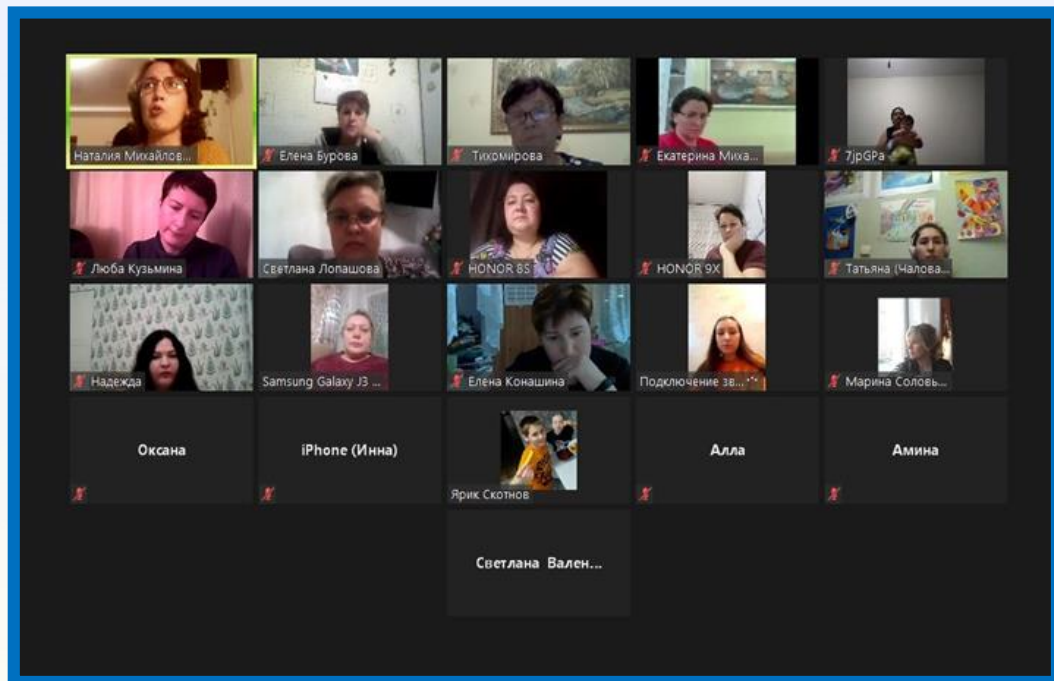 Наталия Михайлов...
Елена Бурова
Тихомирова
Екатерина Миха...
7jpGPa
Люба Кузьмина
Светлана Лопашова
HONOR 8S
HONOR 9X
Татьяна (Чалова...
Надежда
Samsung Galaxy J3 ...
Елена Конашина
Подключение зв...
Марина Соловь...
Оксана
iPhone (Инна)
Ярик Скотнов
Алла
Амина
Светлана Вален...